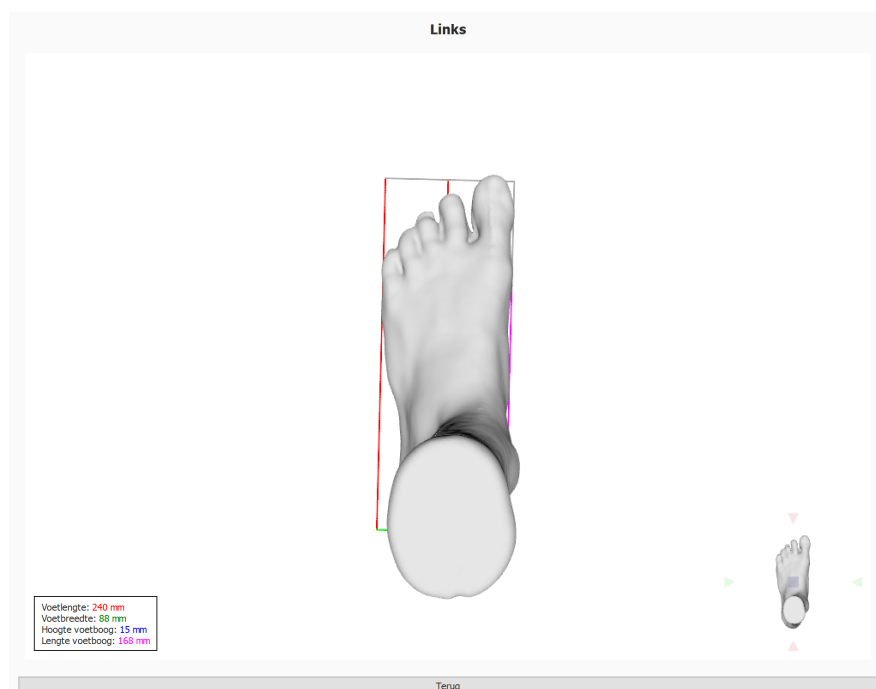 Links
Voetlengte: 240 mm
Voetbreedte: 88 mm
Hoogte voetboog: 15 mm
Lengte voetboog: 168 mm
Terug